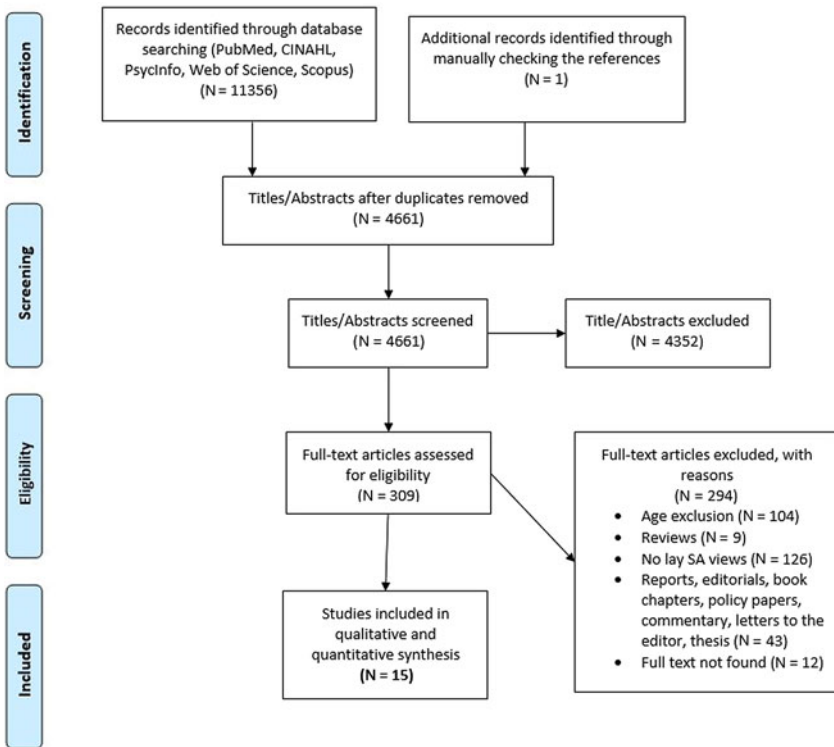 Identification
Records identified through database
searching (PubMed, CINAHL,
PsycInfo, Web of Science, Scopus)
(N = 11356)
Additional records identified through
manually checking the references
(N = 1)
Titles/Abstracts after duplicates removed
(N = 4661)
Screening
Titles/Abstracts screened
(N = 4661)
Title/Abstracts excluded
(N = 4352)
Eligibility
Full-text articles assessed
for eligibility
(N = 309)
Full-text articles excluded, with
reasons
(N = 294)
• Age exclusion (N = 104)
• Reviews (N = 9)
• No lay SA views (N = 126)
• Reports, editorials, book
chapters, policy papers,
commentary, letters to the
editor, thesis (N = 43)
• Full text not found (N = 12)
Included
Studies included in
qualitative and
quantitative synthesis
(N = 15)